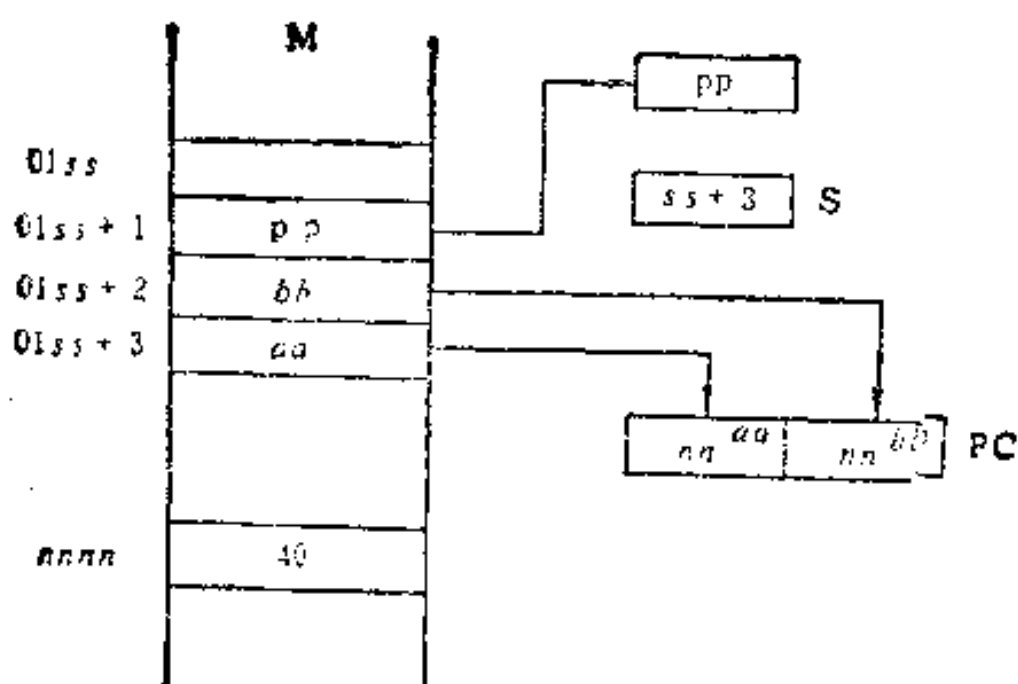 M
pp
01ss
ss + 3 S
01ss + 1 pp
01ss + 2 bb
01ss + 3 aa
nn aa nn bb PC
nnnn 40